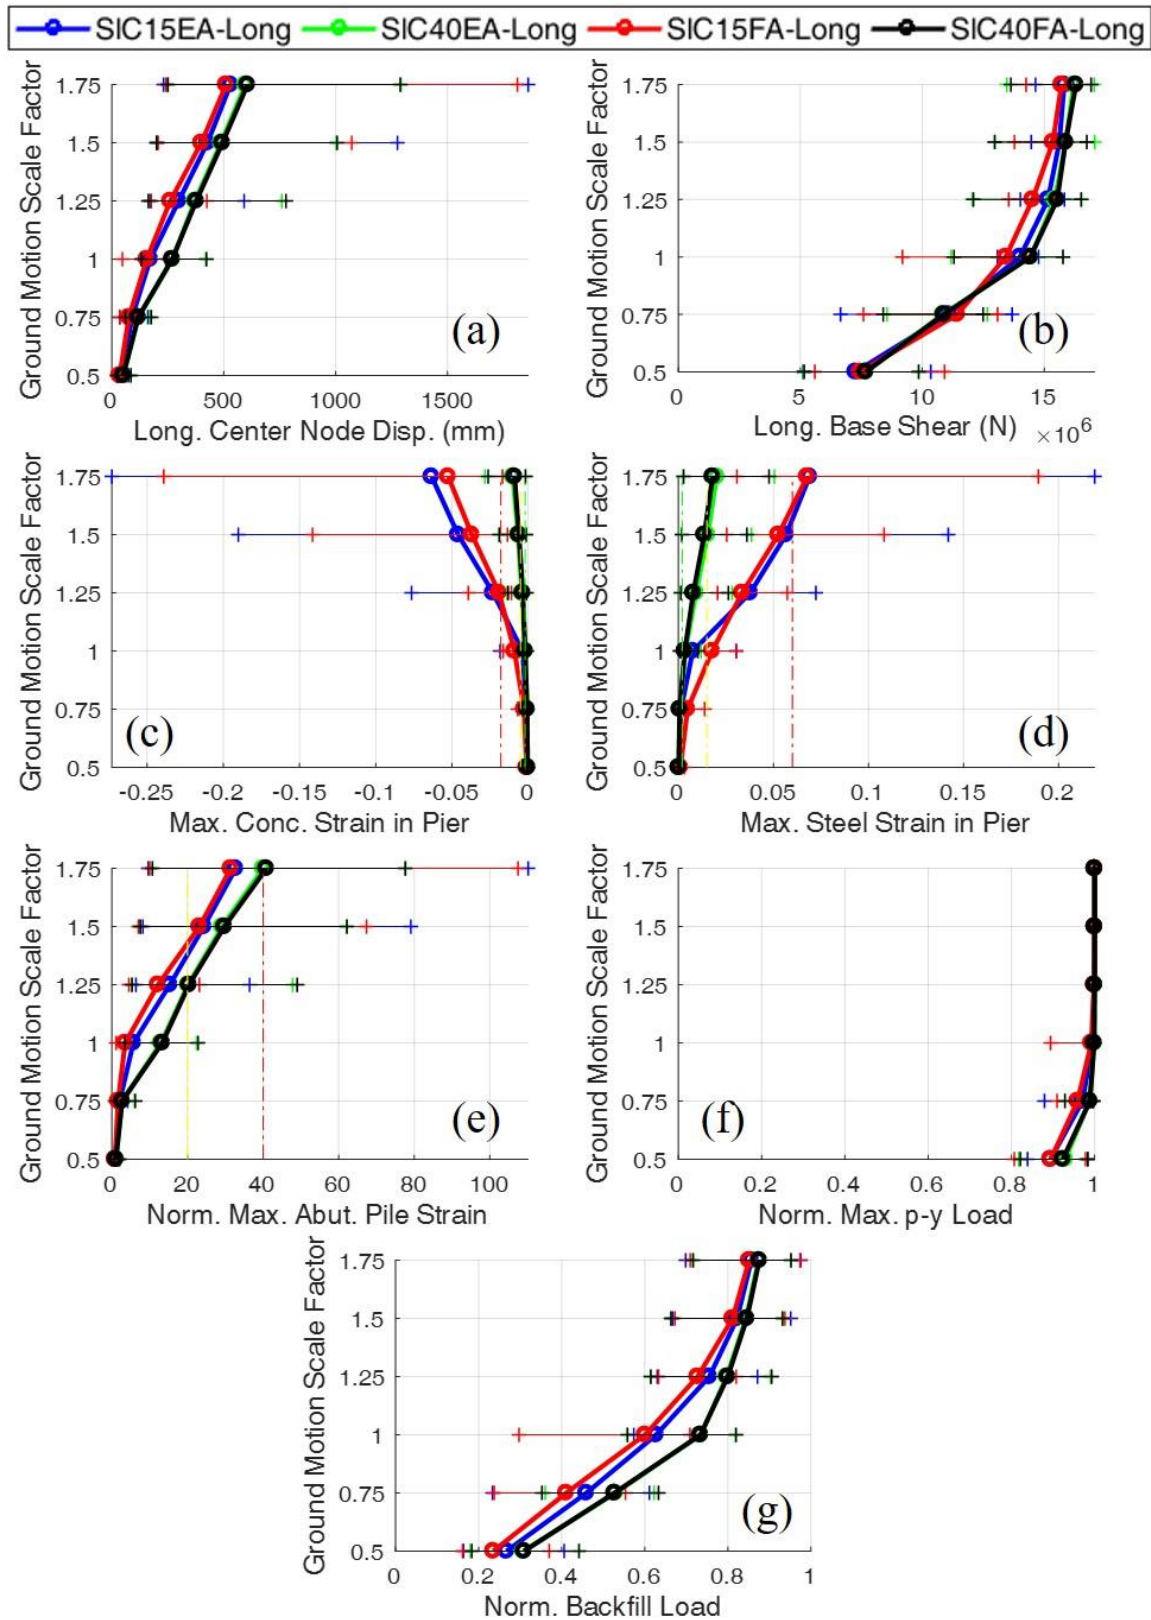 SIC15EA-Long SIC40EA-Long SIC15FA-Long SIC40FA-Long
Ground Motion Scale Factor
1.75
1.5
1.25
1
0.75
0.5
(a)
0 500 1000 1500
Long. Center Node Disp. (mm)
Ground Motion Scale Factor
1.75
1.5
1.25
1
0.75
0.5
(b)
0 5 10 15
Long. Base Shear (N) ×10^6
Ground Motion Scale Factor
1.75
1.5
1.25
1
0.75
0.5
(c)
-0.25 -0.2 -0.15 -0.1 -0.05 0
Max. Conc. Strain in Pier
Ground Motion Scale Factor
1.75
1.5
1.25
1
0.75
0.5
(d)
0 0.05 0.1 0.15 0.2
Max. Steel Strain in Pier
Ground Motion Scale Factor
1.75
1.5
1.25
1
0.75
0.5
(e)
0 20 40 60 80 100
Norm. Max. Abut. Pile Strain
Ground Motion Scale Factor
1.75
1.5
1.25
1
0.75
0.5
(f)
0 0.2 0.4 0.6 0.8 1
Norm. Max. p-y Load
Ground Motion Scale Factor
1.75
1.5
1.25
1
0.75
0.5
(g)
0 0.2 0.4 0.6 0.8 1
Norm. Backfill Load